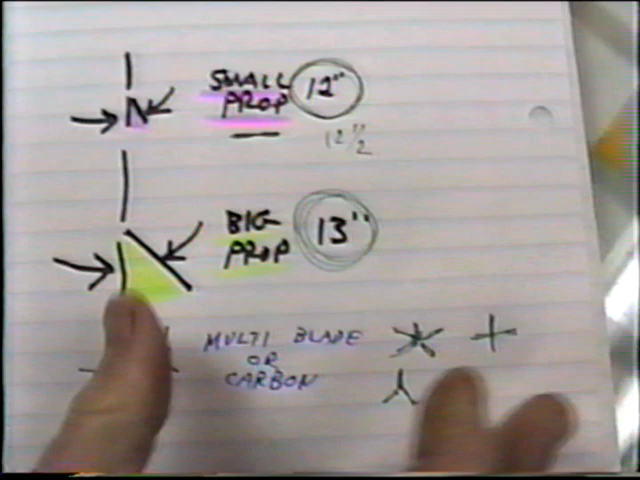 SMALL
PROP
12"
12 1/2
BIG
PROP
13"
MULTI BLADE
OR
CARBON